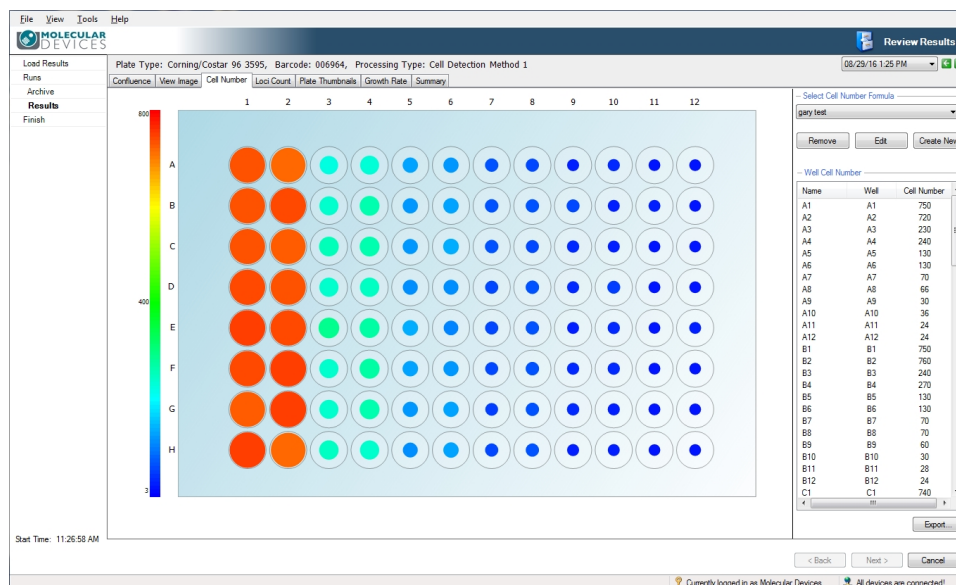 File View Tools Help
MOLECULAR
DEVICES
Review Results
Load Results
Runs
Archive
Results
Finish
Plate Type: Corning/Costar 96 3595, Barcode: 006964, Processing Type: Cell Detection Method 1
08/29/16 1:25 PM
Confluence View Image Cell Number Loci Count Plate Thumbnails Growth Rate Summary
1 2 3 4 5 6 7 8 9 10 11 12
800
400
3
A
B
C
D
E
F
G
H
Select Cell Number Formula
gary test
Remove Edit Create New
Well Cell Number
Name Well Cell Number
A1 A1 750
A2 A2 720
A3 A3 230
A4 A4 240
A5 A5 130
A6 A6 130
A7 A7 70
A8 A8 66
A9 A9 30
A10 A10 36
A11 A11 24
A12 A12 24
B1 B1 750
B2 B2 760
B3 B3 240
B4 B4 270
B5 B5 130
B6 B6 130
B7 B7 70
B8 B8 70
B9 B9 60
B10 B10 30
B11 B11 28
B12 B12 24
C1 C1 740
Export...
Start Time: 11:26:58 AM
< Back Next > Cancel
Currently logged in as Molecular Devices All devices are connected!